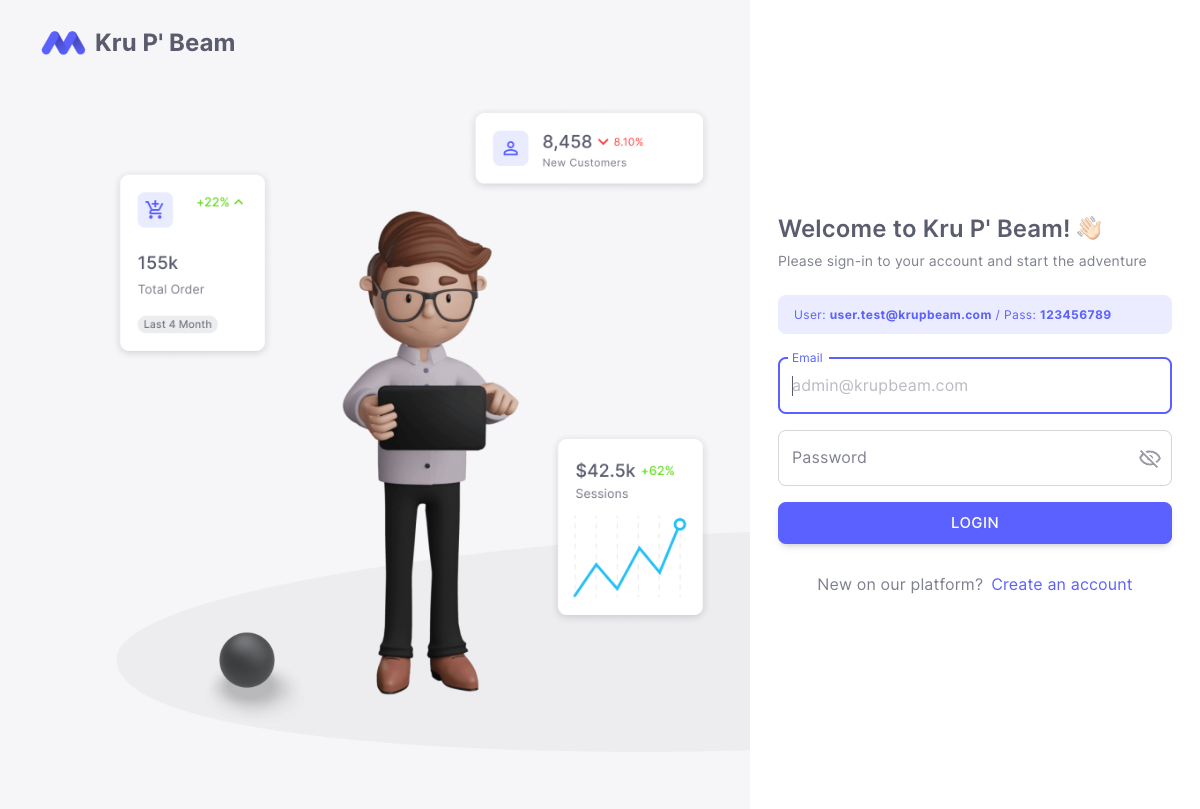 Kru P' Beam
8,458 8.10%
New Customers
+22%
155k
Total Order
Last 4 Month
$42.5k +62%
Sessions
Welcome to Kru P' Beam! 👋🏻
Please sign-in to your account and start the adventure
User: user.test@krupbeam.com / Pass: 123456789
Email
admin@krupbeam.com
Password
LOGIN
New on our platform? Create an account